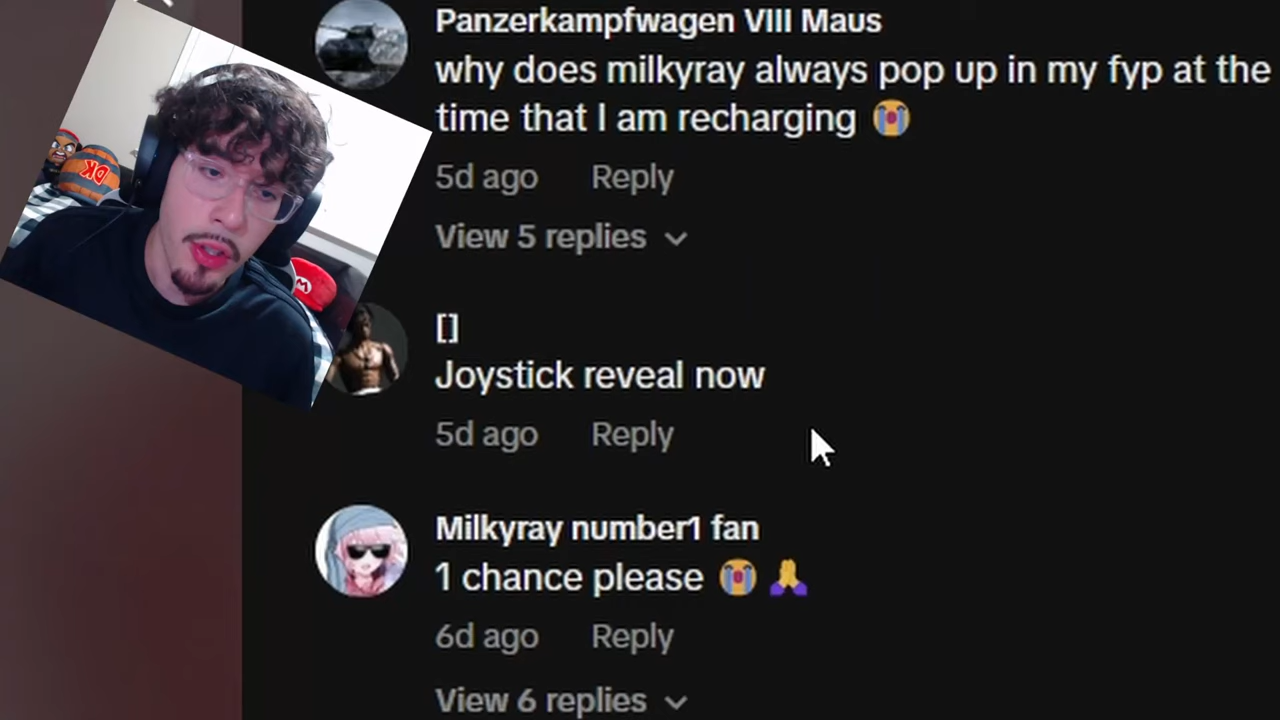 Panzerkampfwagen VIII Maus
why does milkyray always pop up in my fyp at the
time that I am recharging 😭
5d ago Reply
View 5 replies
DK
M
[]
Joystick reveal now
5d ago Reply
Milkyray number1 fan
1 chance please 😭 🙏
6d ago Reply
View 6 replies